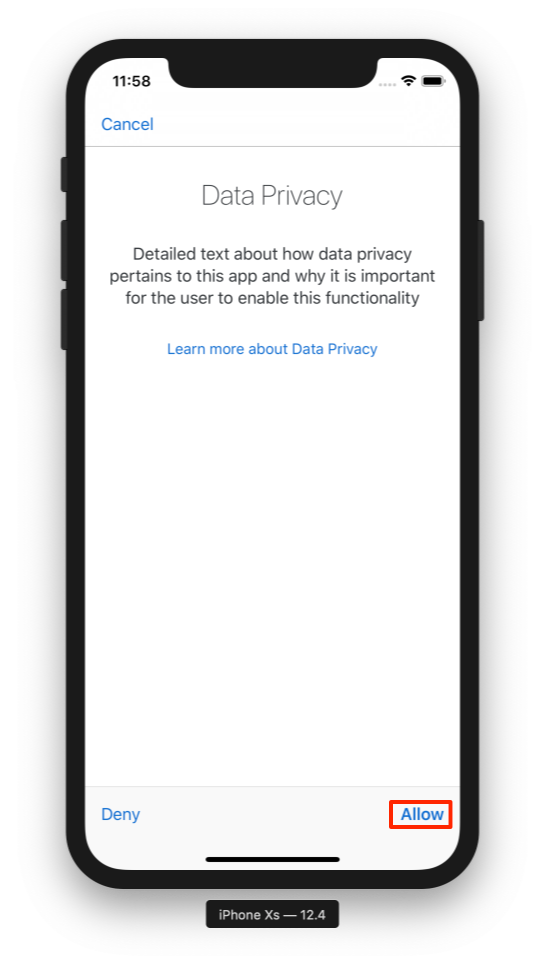 11:58
Cancel
Data Privacy
Detailed text about how data privacy
pertains to this app and why it is important
for the user to enable this functionality
Learn more about Data Privacy
Deny
Allow
iPhone Xs — 12.4